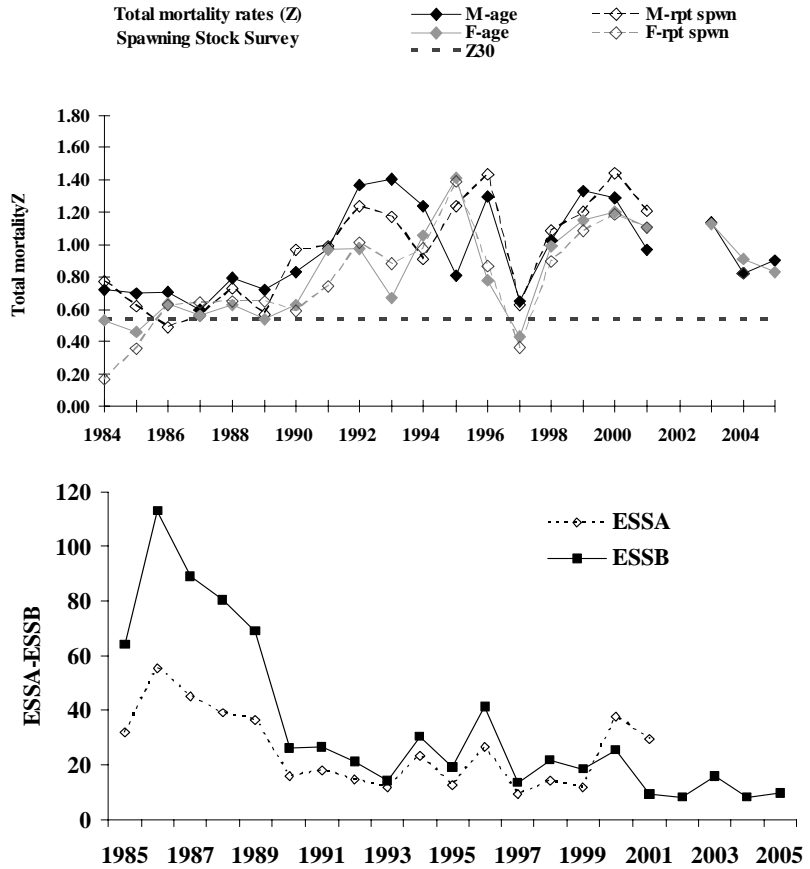 Total mortality rates (Z)
Spawning Stock Survey
M-age
M-rpt spwn
F-age
F-rpt spwn
Z30
Total mortalityZ
1.80
1.60
1.40
1.20
1.00
0.80
0.60
0.40
0.20
0.00
1984 1986 1988 1990 1992 1994 1996 1998 2000 2002 2004
ESSA-ESSB
120
100
80
60
40
20
0
ESSA
ESSB
1985 1987 1989 1991 1993 1995 1997 1999 2001 2003 2005